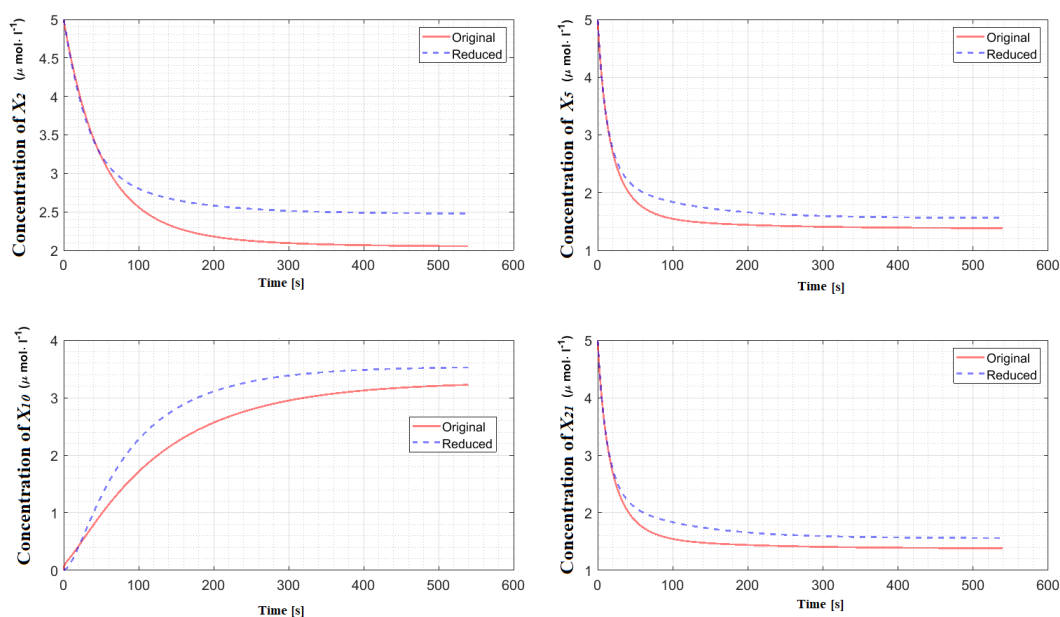 Concentration of X2 (μ mol· l-1)
5
4.5
4
3.5
3
2.5
2
0 100 200 300 400 500 600
Time [s]
Original
Reduced
Concentration of X5 (μ mol· l-1)
5
4
3
2
1
0 100 200 300 400 500 600
Time [s]
Original
Reduced
Concentration of X10 (μ mol· l-1)
4
3
2
1
0
0 100 200 300 400 500 600
Time [s]
Original
Reduced
Concentration of X21 (μ mol· l-1)
5
4
3
2
1
0 100 200 300 400 500 600
Time [s]
Original
Reduced